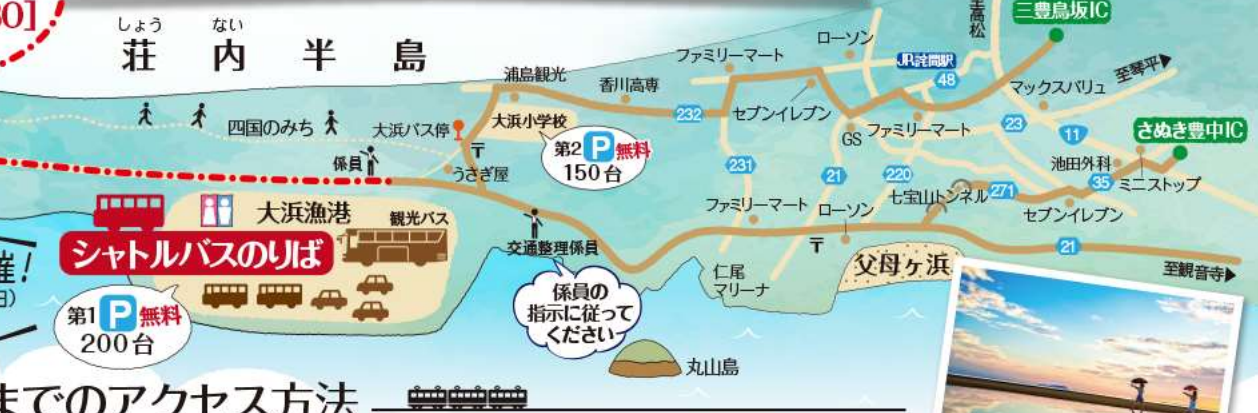 30]
しょう ない
荘内半島
至高松
三豊鳥坂IC
ファミリーマート
ローソン
JR詫間駅
48
マックスバリュ
至琴平▶
浦島観光
香川高専
232
セブンイレブン
GS
ファミリーマート
23
11
さぬき豊中IC
四国のみち
大浜バス停
大浜小学校
〒
第2 P 無料
150台
係員
うさぎ屋
231
21
220
池田外科
35
ミニストップ
七宝山トンネル
271
セブンイレブン
ファミリーマート
ローソン
〒
21
大浜漁港
観光バス
シャトルバスのりば
交通整理係員
父母ヶ浜
至観音寺▶
仁尾
マリーナ
係員の
指示に従って
ください
第1 P 無料
200台
催!
日)
丸山島
までのアクセス方法